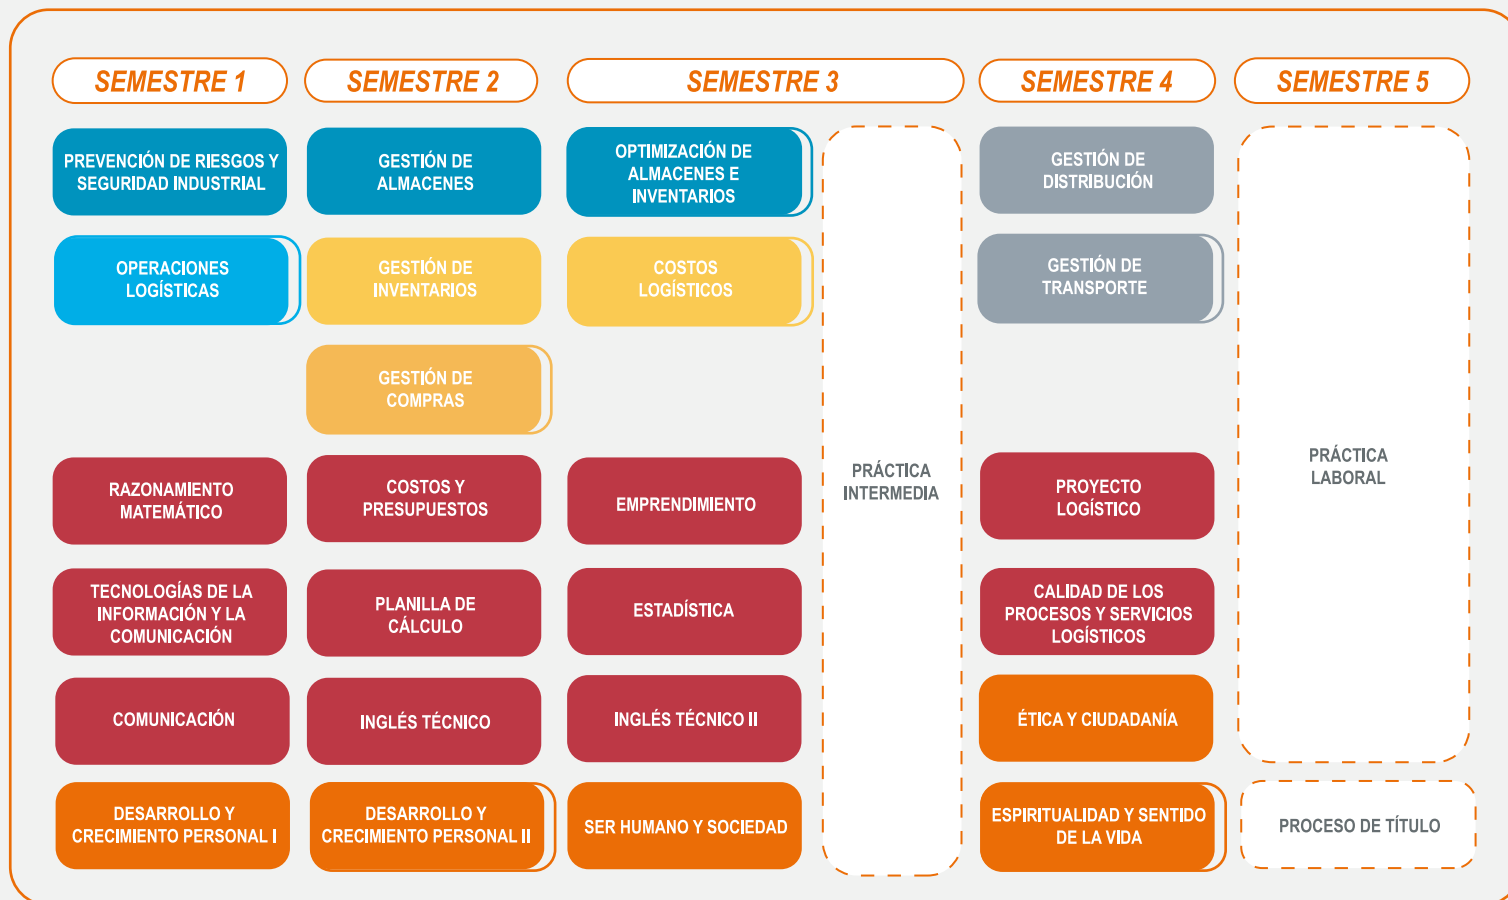 SEMESTRE 1
SEMESTRE 2
SEMESTRE 3
SEMESTRE 4
SEMESTRE 5
PREVENCIÓN DE RIESGOS Y
SEGURIDAD INDUSTRIAL
OPERACIONES
LOGÍSTICAS
RAZONAMIENTO
MATEMÁTICO
TECNOLOGÍAS DE LA
INFORMACIÓN Y LA
COMUNICACIÓN
COMUNICACIÓN
DESARROLLO Y
CRECIMIENTO PERSONAL I
GESTIÓN DE
ALMACENES
GESTIÓN DE
INVENTARIOS
GESTIÓN DE
COMPRAS
COSTOS Y
PRESUPUESTOS
PLANILLA DE
CÁLCULO
INGLÉS TÉCNICO
DESARROLLO Y
CRECIMIENTO PERSONAL II
OPTIMIZACIÓN DE
ALMACENES E
INVENTARIOS
COSTOS
LOGÍSTICOS
EMPRENDIMIENTO
ESTADÍSTICA
INGLÉS TÉCNICO II
SER HUMANO Y SOCIEDAD
PRÁCTICA
INTERMEDIA
GESTIÓN DE
DISTRIBUCIÓN
GESTIÓN DE
TRANSPORTE
PROYECTO
LOGÍSTICO
CALIDAD DE LOS
PROCESOS Y SERVICIOS
LOGÍSTICOS
ÉTICA Y CIUDADANÍA
ESPIRITUALIDAD Y SENTIDO
DE LA VIDA
PRÁCTICA
LABORAL
PROCESO DE TÍTULO